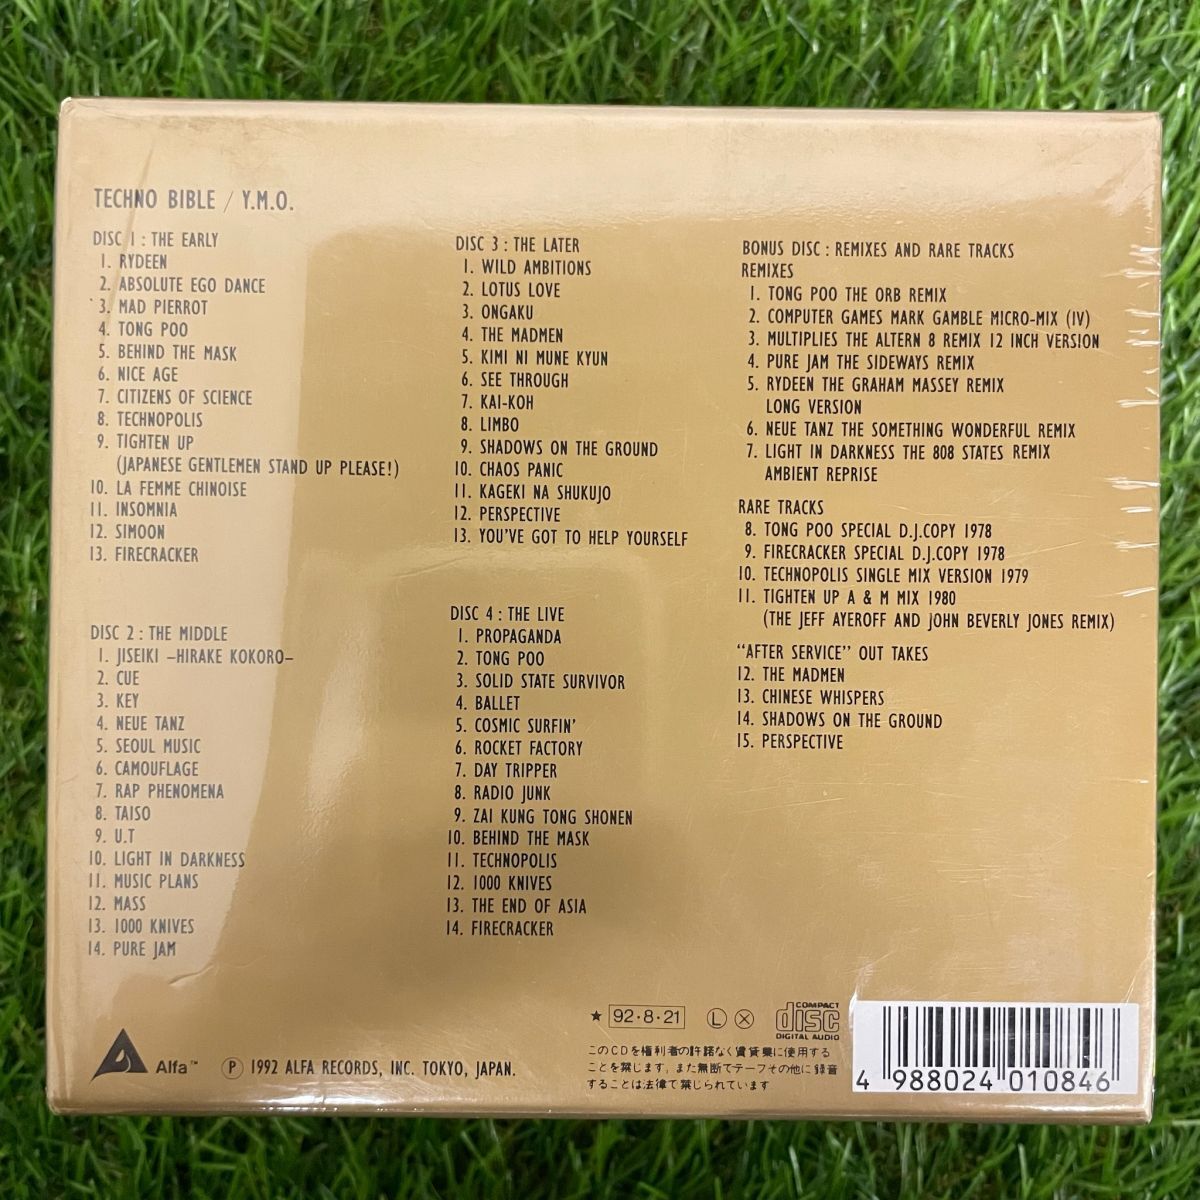 TECHNO BIBLE / Y.M.O.
DISC 1 : THE EARLY
1. RYDEEN
2. ABSOLUTE EGO DANCE
3. MAD PIERROT
4. TONG POO
5. BEHIND THE MASK
6. NICE AGE
7. CITIZENS OF SCIENCE
8. TECHNOPOLIS
9. TIGHTEN UP
(JAPANESE GENTLEMEN STAND UP PLEASE!)
10. LA FEMME CHINOISE
11. INSOMNIA
12. SIMOON
13. FIRECRACKER
DISC 2 : THE MIDDLE
1. JISEIKI –HIRAKE KOKORO–
2. CUE
3. KEY
4. NEUE TANZ
5. SEOUL MUSIC
6. CAMOUFLAGE
7. RAP PHENOMENA
8. TAISO
9. U.T
10. LIGHT IN DARKNESS
11. MUSIC PLANS
12. MASS
13. 1000 KNIVES
14. PURE JAM
DISC 3 : THE LATER
1. WILD AMBITIONS
2. LOTUS LOVE
3. ONGAKU
4. THE MADMEN
5. KIMI NI MUNE KYUN
6. SEE THROUGH
7. KAI-KOH
8. LIMBO
9. SHADOWS ON THE GROUND
10. CHAOS PANIC
11. KAGEKI NA SHUKUJO
12. PERSPECTIVE
13. YOU'VE GOT TO HELP YOURSELF
DISC 4 : THE LIVE
1. PROPAGANDA
2. TONG POO
3. SOLID STATE SURVIVOR
4. BALLET
5. COSMIC SURFIN'
6. ROCKET FACTORY
7. DAY TRIPPER
8. RADIO JUNK
9. ZAI KUNG TONG SHONEN
10. BEHIND THE MASK
11. TECHNOPOLIS
12. 1000 KNIVES
13. THE END OF ASIA
14. FIRECRACKER
BONUS DISC : REMIXES AND RARE TRACKS
REMIXES
1. TONG POO THE ORB REMIX
2. COMPUTER GAMES MARK GAMBLE MICRO-MIX (IV)
3. MULTIPLIES THE ALTERN 8 REMIX 12 INCH VERSION
4. PURE JAM THE SIDEWAYS REMIX
5. RYDEEN THE GRAHAM MASSEY REMIX
LONG VERSION
6. NEUE TANZ THE SOMETHING WONDERFUL REMIX
7. LIGHT IN DARKNESS THE 808 STATES REMIX
AMBIENT REPRISE
RARE TRACKS
8. TONG POO SPECIAL D.J.COPY 1978
9. FIRECRACKER SPECIAL D.J.COPY 1978
10. TECHNOPOLIS SINGLE MIX VERSION 1979
11. TIGHTEN UP A & M MIX 1980
(THE JEFF AYEROFF AND JOHN BEVERLY JONES REMIX)
“AFTER SERVICE” OUT TAKES
12. THE MADMEN
13. CHINESE WHISPERS
14. SHADOWS ON THE GROUND
15. PERSPECTIVE
Alfa™
Ⓟ 1992 ALFA RECORDS, INC. TOKYO, JAPAN.
★ 92・8・21 Ⓛ ⓧ
COMPACT disc DIGITAL AUDIO
このCDを権利者の許諾なく賃貸業に使用する
ことを禁じます。また無断でテープその他に録音
することは法律で禁じられています
4 988024 010846